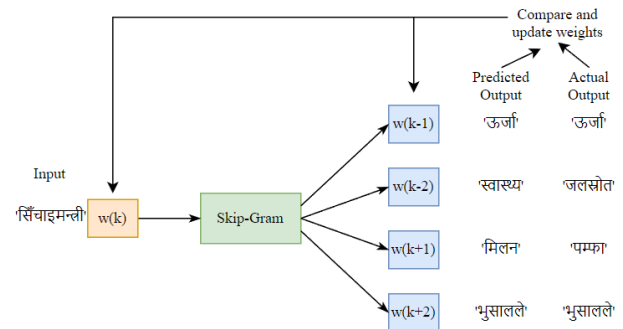 Compare and
update weights
Predicted
Output
Actual
Output
w(k-1)
'ऊर्जा'
'ऊर्जा'
Input
w(k-2)
'स्वास्थ्य'
'जलस्रोत'
'सिँचाइमन्त्री'
w(k)
Skip-Gram
w(k+1)
'मिलन'
'पम्फा'
w(k+2)
'भुसालले'
'भुसालले'